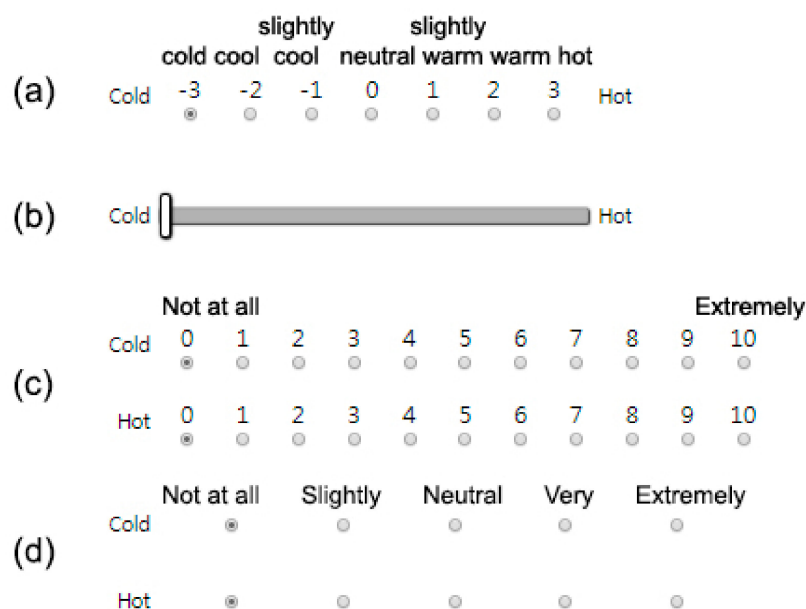 slightly slightly
cold cool cool neutral warm warm hot
(a) Cold -3 -2 -1 0 1 2 3 Hot
(b) Cold Hot
Not at all Extremely
Cold 0 1 2 3 4 5 6 7 8 9 10
(c)
Hot 0 1 2 3 4 5 6 7 8 9 10
Not at all Slightly Neutral Very Extremely
Cold
(d)
Hot